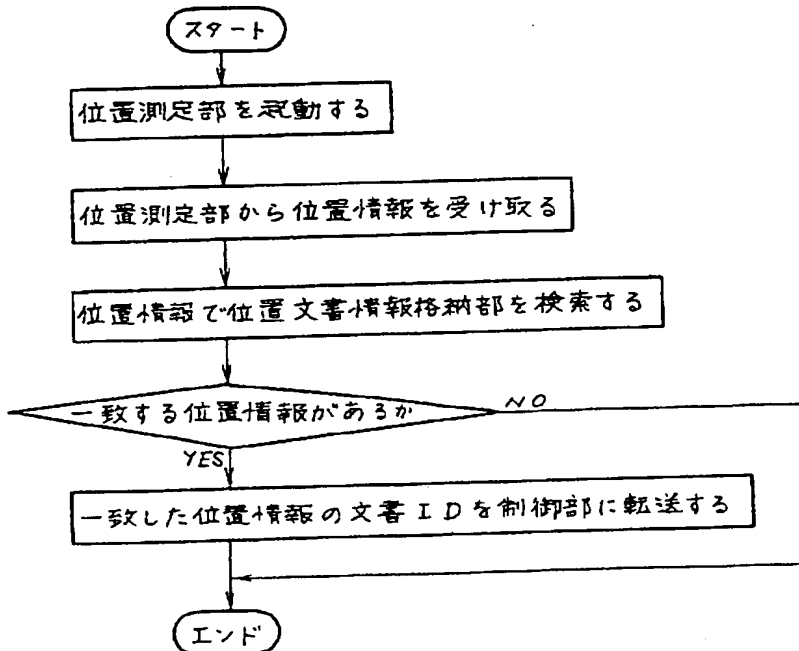 スタート
位置測定部を起動する
位置測定部から位置情報を受け取る
位置情報で位置文書情報格納部を検索する
一致する位置情報があるか
NO
YES
一致した位置情報の文書IDを制御部に転送する
エンド